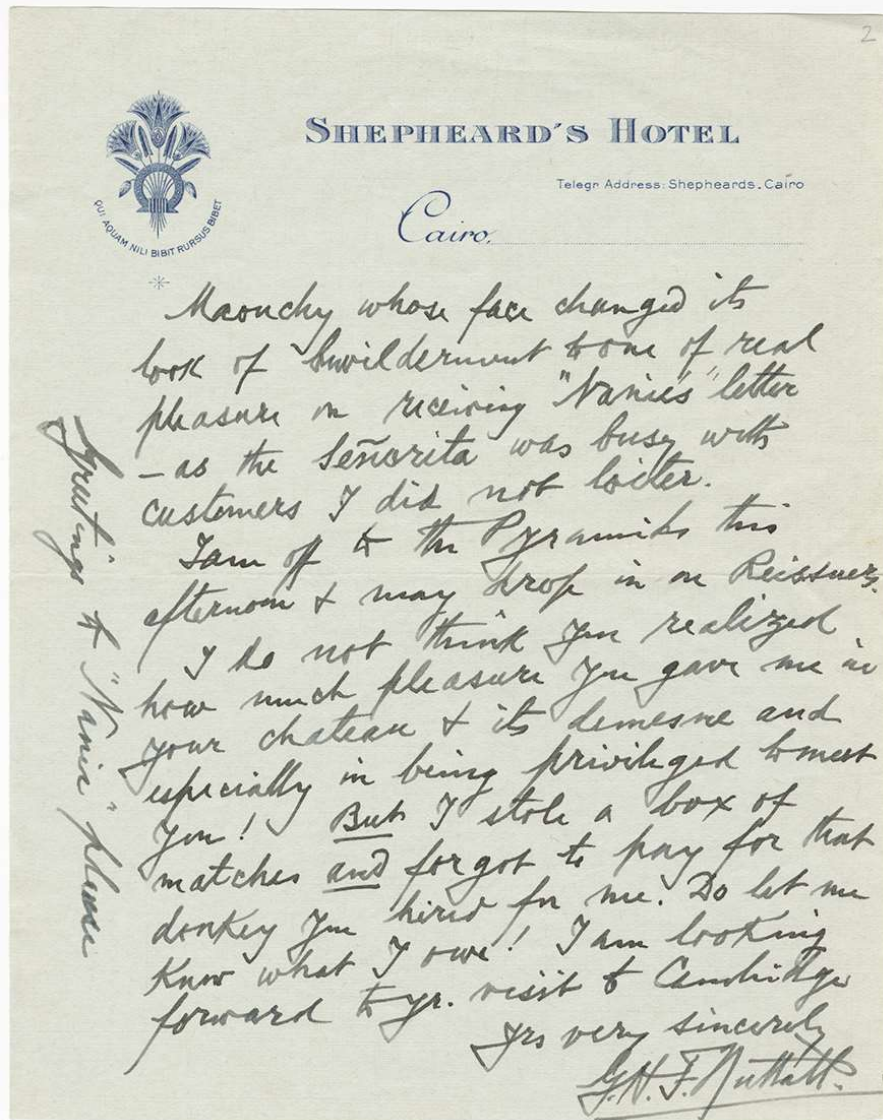 2
SHEPHEARD'S HOTEL
Telegr Address: Shepheards. Cairo
Cairo.
QUI AQUAM NILI BIBIT RURSUS BIBET
whose face changed its
look of bewilderment to one of real
pleasure on receiving "Nanie's" letter
- as the Señorita was busy with
customers I did not loiter.
I am off to the Pyramids this
afternoon & may drop in on Reissners.
I do not think you realized
how much pleasure you gave me in
your chateau & its demesne and
especially in being privileged to meet
you! But I stole a box of
matches and forgot to pay for that
donkey you hired for me. Do let me
know what I owe! I am looking
forward to yr. visit to Cambridge
Yrs very sincerely
G.H.F. Nuttall.
Greetings to "Nanie" please